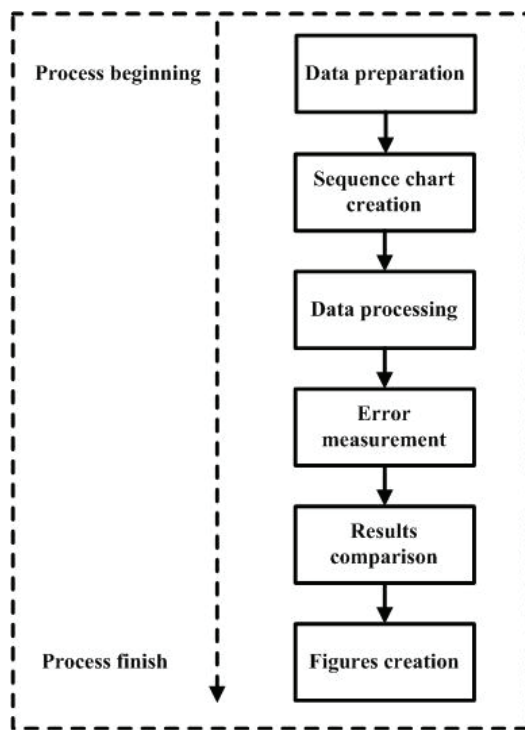 Process beginning
Data preparation
Sequence chart
creation
Data processing
Error
measurement
Results
comparison
Process finish
Figures creation